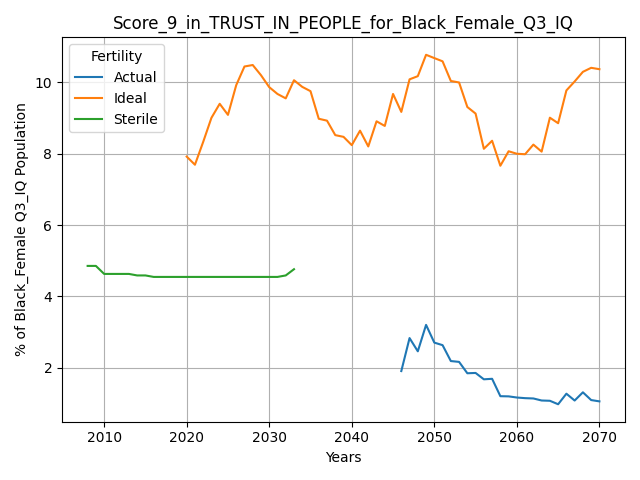 Score_9_in_TRUST_IN_PEOPLE_for_Black_Female_Q3_IQ
Fertility
Actual
Ideal
Sterile
% of Black_Female Q3_IQ Population
10
8
6
4
2
2010 2020 2030 2040 2050 2060 2070
Years